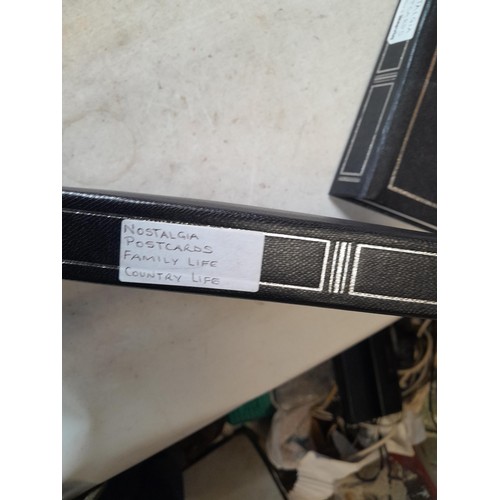 NOSTALGIA
POSTCARDS
FAMILY LIFE
COUNTRY LIFE